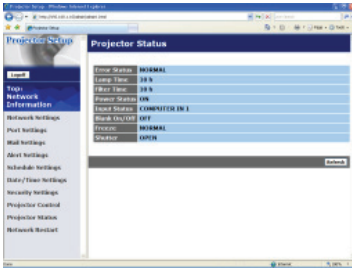 Projector Setup
Projector Status
Logoff
Top:
Network
Information
Network Settings
Port Settings
Mail Settings
Alert Settings
Schedule Settings
Date/Time Settings
Security Settings
Projector Control
Projector Status
Network Restart
Error Status NORMAL
Lamp Time 10 h
Filter Time 10 h
Power Status ON
Input Status COMPUTER IN 1
Blank On/Off OFF
Freeze NORMAL
Shutter OPEN
Refresh